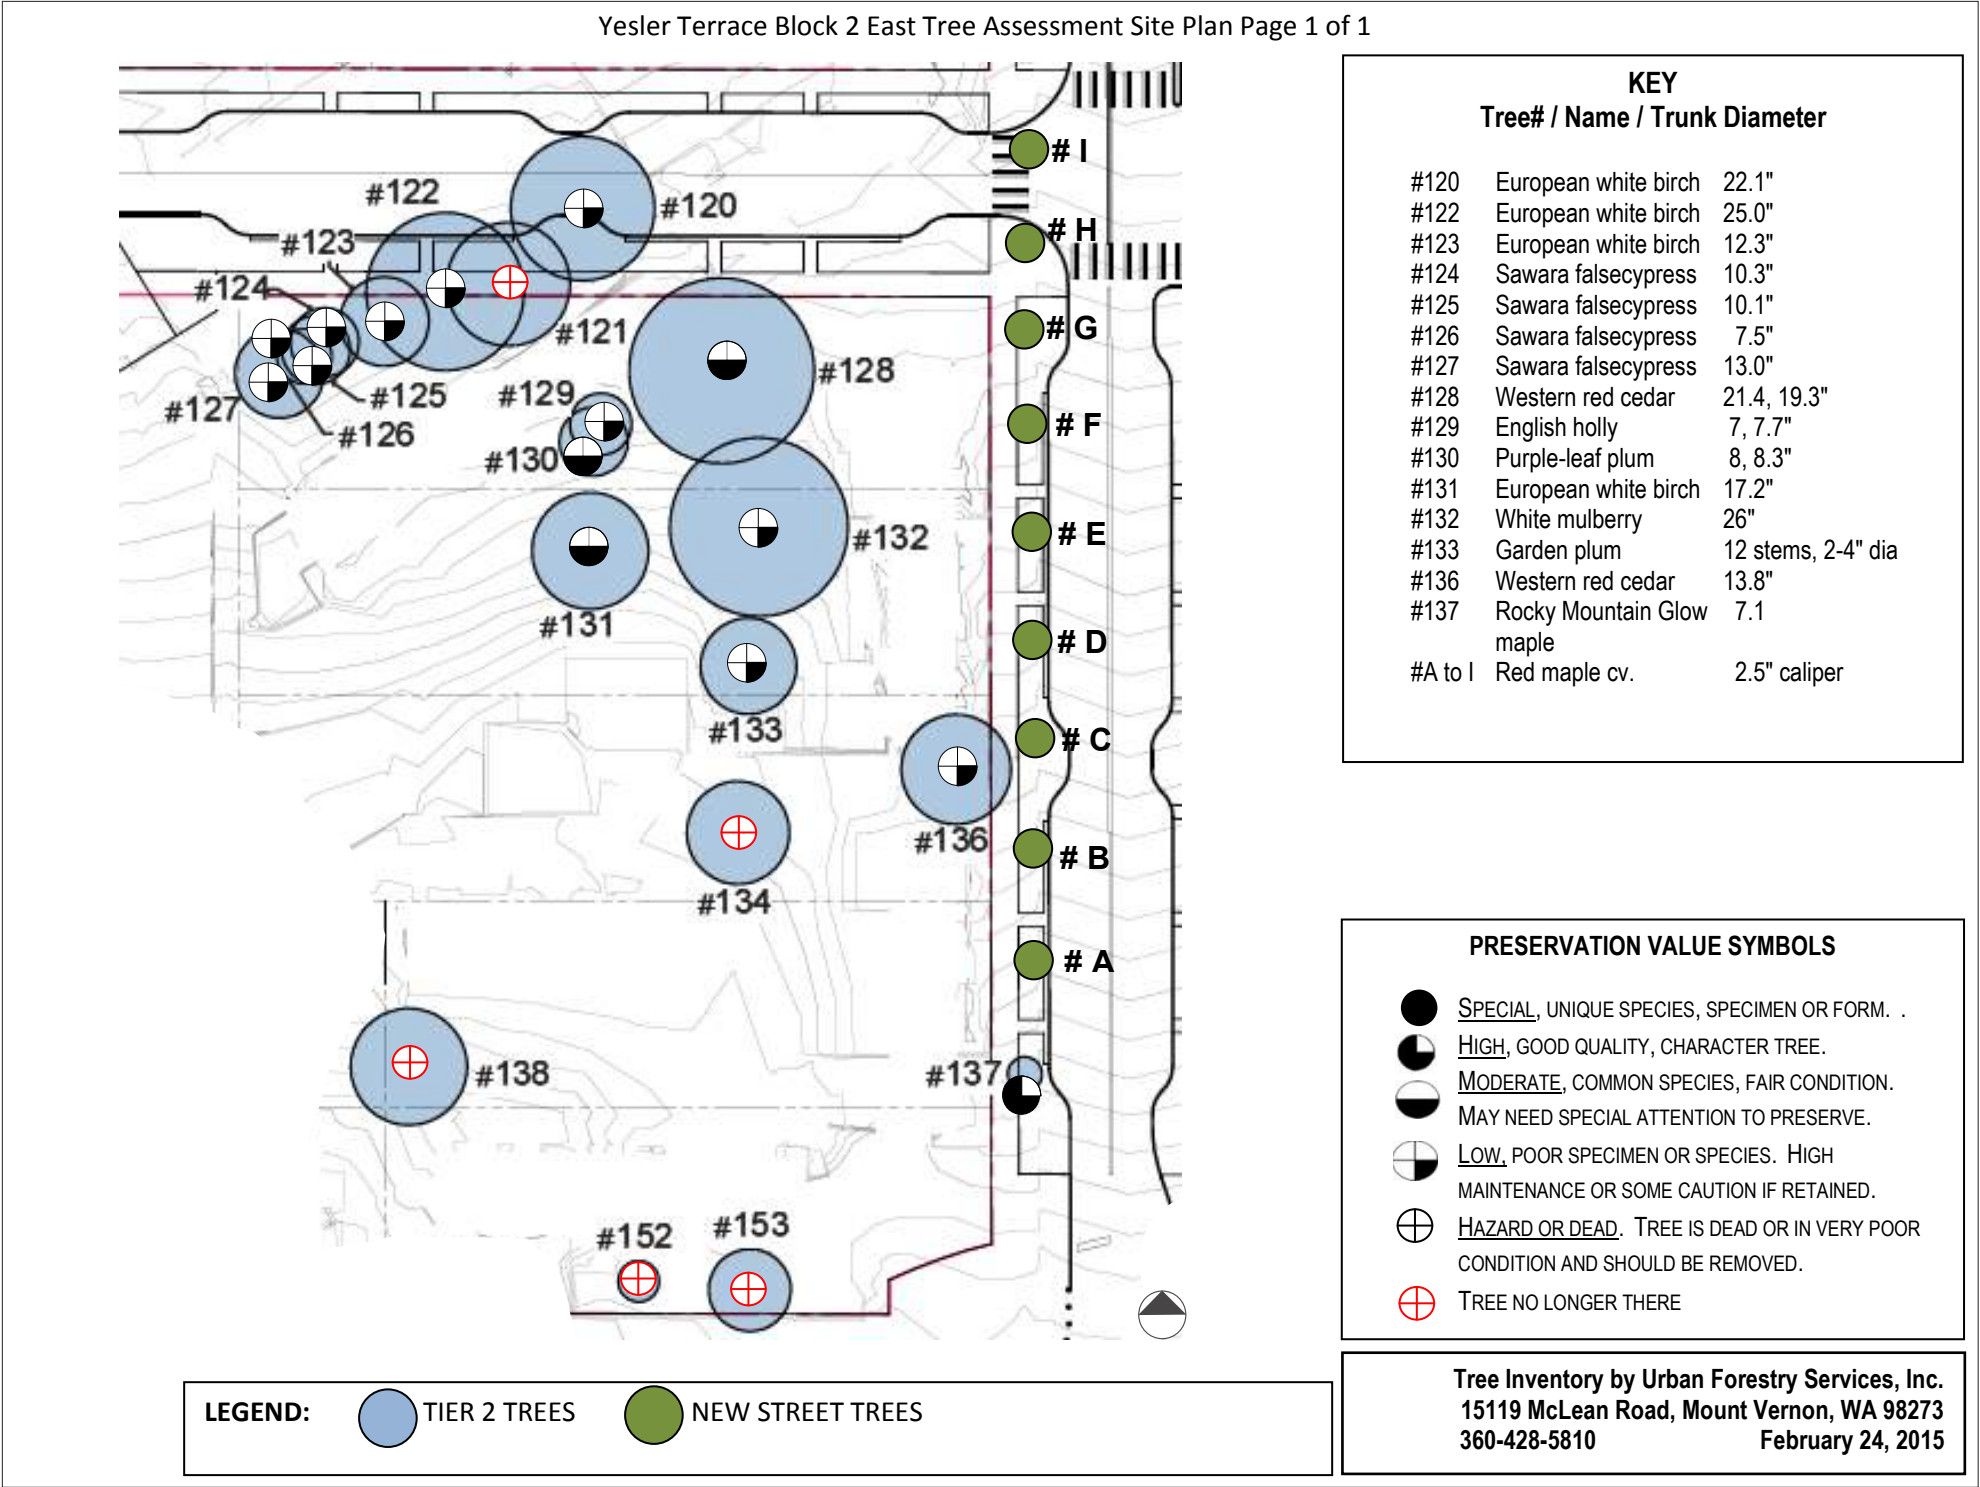 Yesler Terrace Block 2 East Tree Assessment Site Plan Page 1 of 1
#122
#120
#123
#124
#121
#128
#129
#125
#127
#126
#130
#132
#131
#133
#136
#134
#138
#137
#152
#153
# I
# H
# G
# F
# E
# D
# C
# B
# A
KEY
Tree# / Name / Trunk Diameter
#120 European white birch 22.1"
#122 European white birch 25.0"
#123 European white birch 12.3"
#124 Sawara falsecypress 10.3"
#125 Sawara falsecypress 10.1"
#126 Sawara falsecypress 7.5"
#127 Sawara falsecypress 13.0"
#128 Western red cedar 21.4, 19.3"
#129 English holly 7, 7.7"
#130 Purple-leaf plum 8, 8.3"
#131 European white birch 17.2"
#132 White mulberry 26"
#133 Garden plum 12 stems, 2-4" dia
#136 Western red cedar 13.8"
#137 Rocky Mountain Glow 7.1
maple
#A to I Red maple cv. 2.5" caliper
PRESERVATION VALUE SYMBOLS
SPECIAL, UNIQUE SPECIES, SPECIMEN OR FORM. .
HIGH, GOOD QUALITY, CHARACTER TREE.
MODERATE, COMMON SPECIES, FAIR CONDITION.
MAY NEED SPECIAL ATTENTION TO PRESERVE.
LOW, POOR SPECIMEN OR SPECIES. HIGH
MAINTENANCE OR SOME CAUTION IF RETAINED.
HAZARD OR DEAD. TREE IS DEAD OR IN VERY POOR
CONDITION AND SHOULD BE REMOVED.
TREE NO LONGER THERE
Tree Inventory by Urban Forestry Services, Inc.
15119 McLean Road, Mount Vernon, WA 98273
360-428-5810 February 24, 2015
LEGEND: TIER 2 TREES NEW STREET TREES